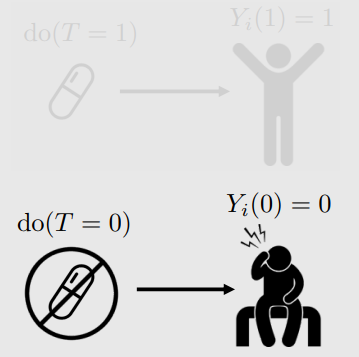 do(T = 1)
Y_i(1) = 1
do(T = 0)
Y_i(0) = 0